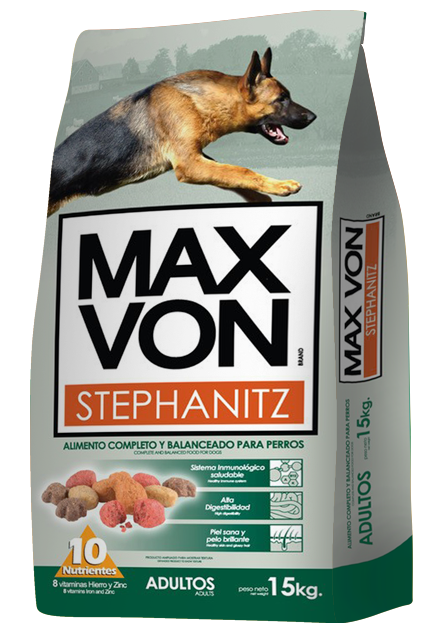 MAX
VON
BRAND
STEPHANITZ
ALIMENTO COMPLETO Y BALANCEADO PARA PERROS
COMPLETE AND BALANCED FOOD FOR DOGS
Sistema Inmunológico
saludable
Healthy immune system
Alta
Digestibilidad
High digestibility
Piel sana y
pelo brillante
Healthy skin and glossy hair
10
Nutrientes
8 vitaminas Hierro y Zinc
8 vitamins Iron and Zinc
ADULTOS
ADULTS
peso neto
net weight
15kg.
MAX VON
STEPHANITZ
ALIMENTO COMPLETO Y BALANCEADO PARA PERROS
ADULTOS
peso neto
15kg.